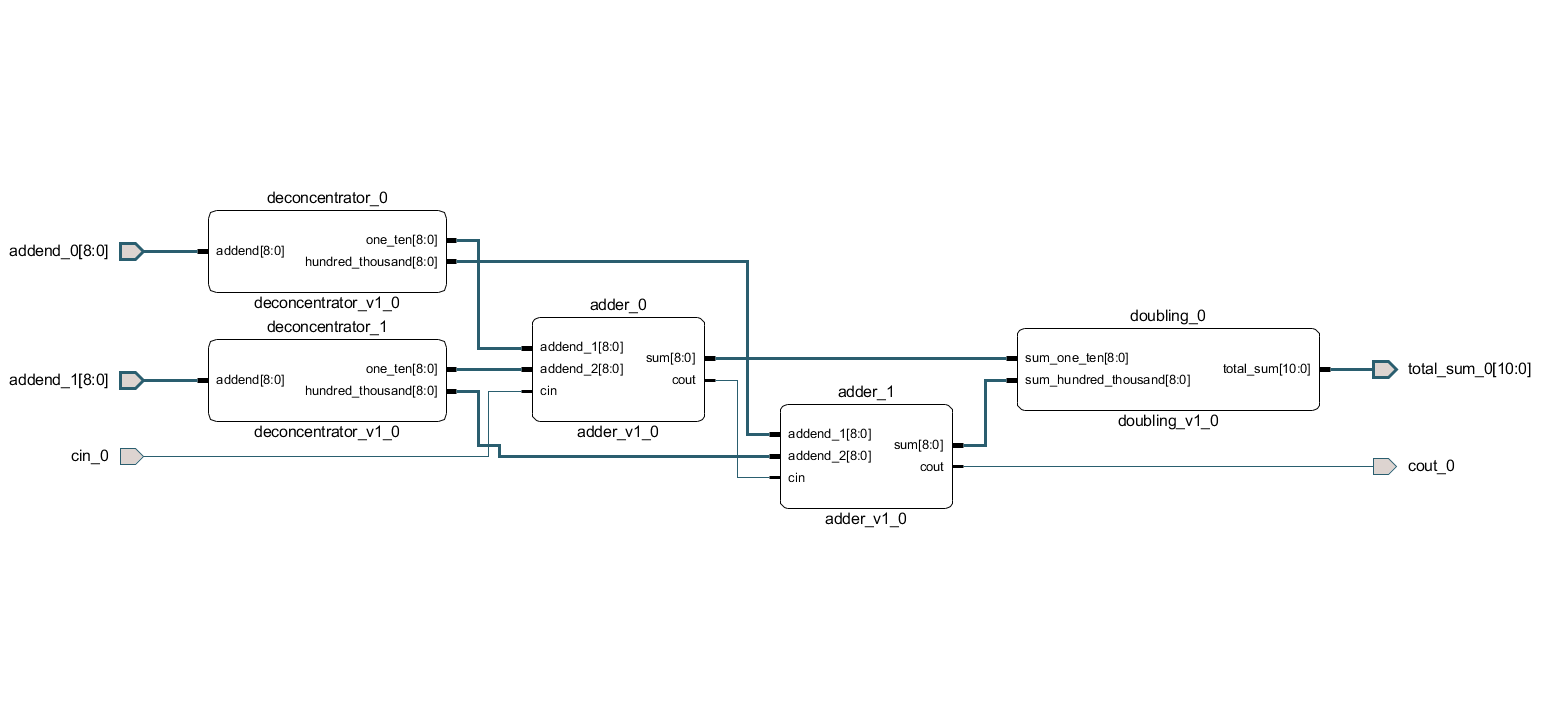 deconcentrator_0
addend_0[8:0]
addend[8:0]
one_ten[8:0]
hundred_thousand[8:0]
deconcentrator_v1_0
deconcentrator_1
addend_1[8:0]
addend[8:0]
one_ten[8:0]
hundred_thousand[8:0]
deconcentrator_v1_0
cin_0
adder_0
addend_1[8:0]
addend_2[8:0]
cin
sum[8:0]
cout
adder_v1_0
adder_1
addend_1[8:0]
addend_2[8:0]
cin
sum[8:0]
cout
adder_v1_0
doubling_0
sum_one_ten[8:0]
sum_hundred_thousand[8:0]
total_sum[10:0]
doubling_v1_0
total_sum_0[10:0]
cout_0